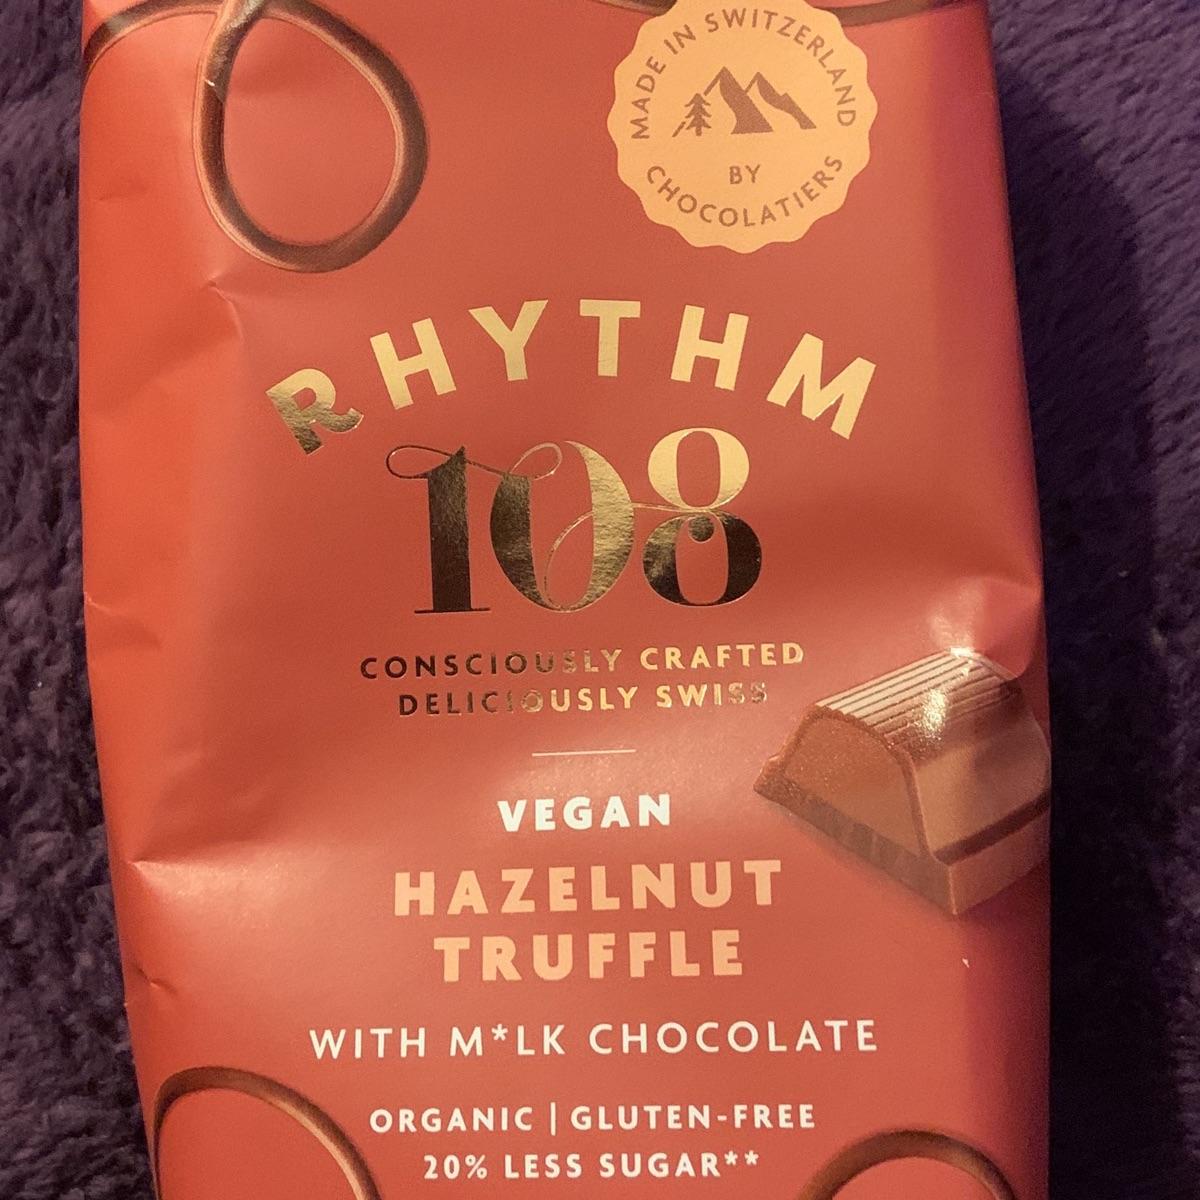 MADE IN SWITZERLAND
BY
CHOCOLATIERS
RHYTHM
108
CONSCIOUSLY CRAFTED
DELICIOUSLY SWISS
VEGAN
HAZELNUT
TRUFFLE
WITH M*LK CHOCOLATE
ORGANIC | GLUTEN-FREE
20% LESS SUGAR**